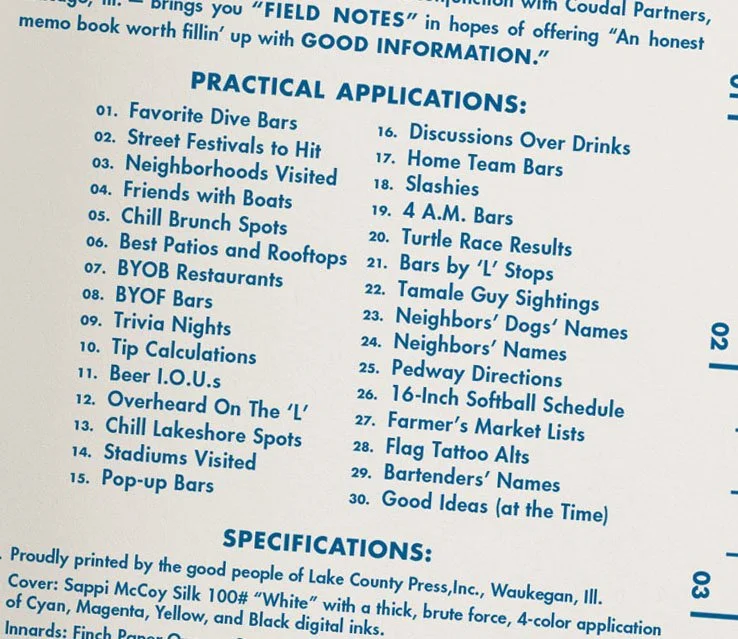 Ill. — brings you “FIELD NOTES” in hopes of offering “An honest
with Coudal Partners,
memo book worth fillin’ up with GOOD INFORMATION.”
PRACTICAL APPLICATIONS:
01. Favorite Dive Bars
02. Street Festivals to Hit
03. Neighborhoods Visited
04. Friends with Boats
05. Chill Brunch Spots
06. Best Patios and Rooftops
07. BYOB Restaurants
08. BYOF Bars
09. Trivia Nights
10. Tip Calculations
11. Beer I.O.U.s
12. Overheard On The ‘L’
13. Chill Lakeshore Spots
14. Stadiums Visited
15. Pop-up Bars
16. Discussions Over Drinks
17. Home Team Bars
18. Slashies
19. 4 A.M. Bars
20. Turtle Race Results
21. Bars by ‘L’ Stops
22. Tamale Guy Sightings
23. Neighbors’ Dogs‘ Names
24. Neighbors’ Names
25. Pedway Directions
26. 16-Inch Softball Schedule
27. Farmer’s Market Lists
28. Flag Tattoo Alts
29. Bartenders’ Names
30. Good Ideas (at the Time)
SPECIFICATIONS:
Proudly printed by the good people of Lake County Press,Inc., Waukegan, Ill.
Cover: Sappi McCoy Silk 100# “White” with a thick, brute force, 4-color application
of Cyan, Magenta, Yellow, and Black digital inks.
Innards: Finch Paper
02
03